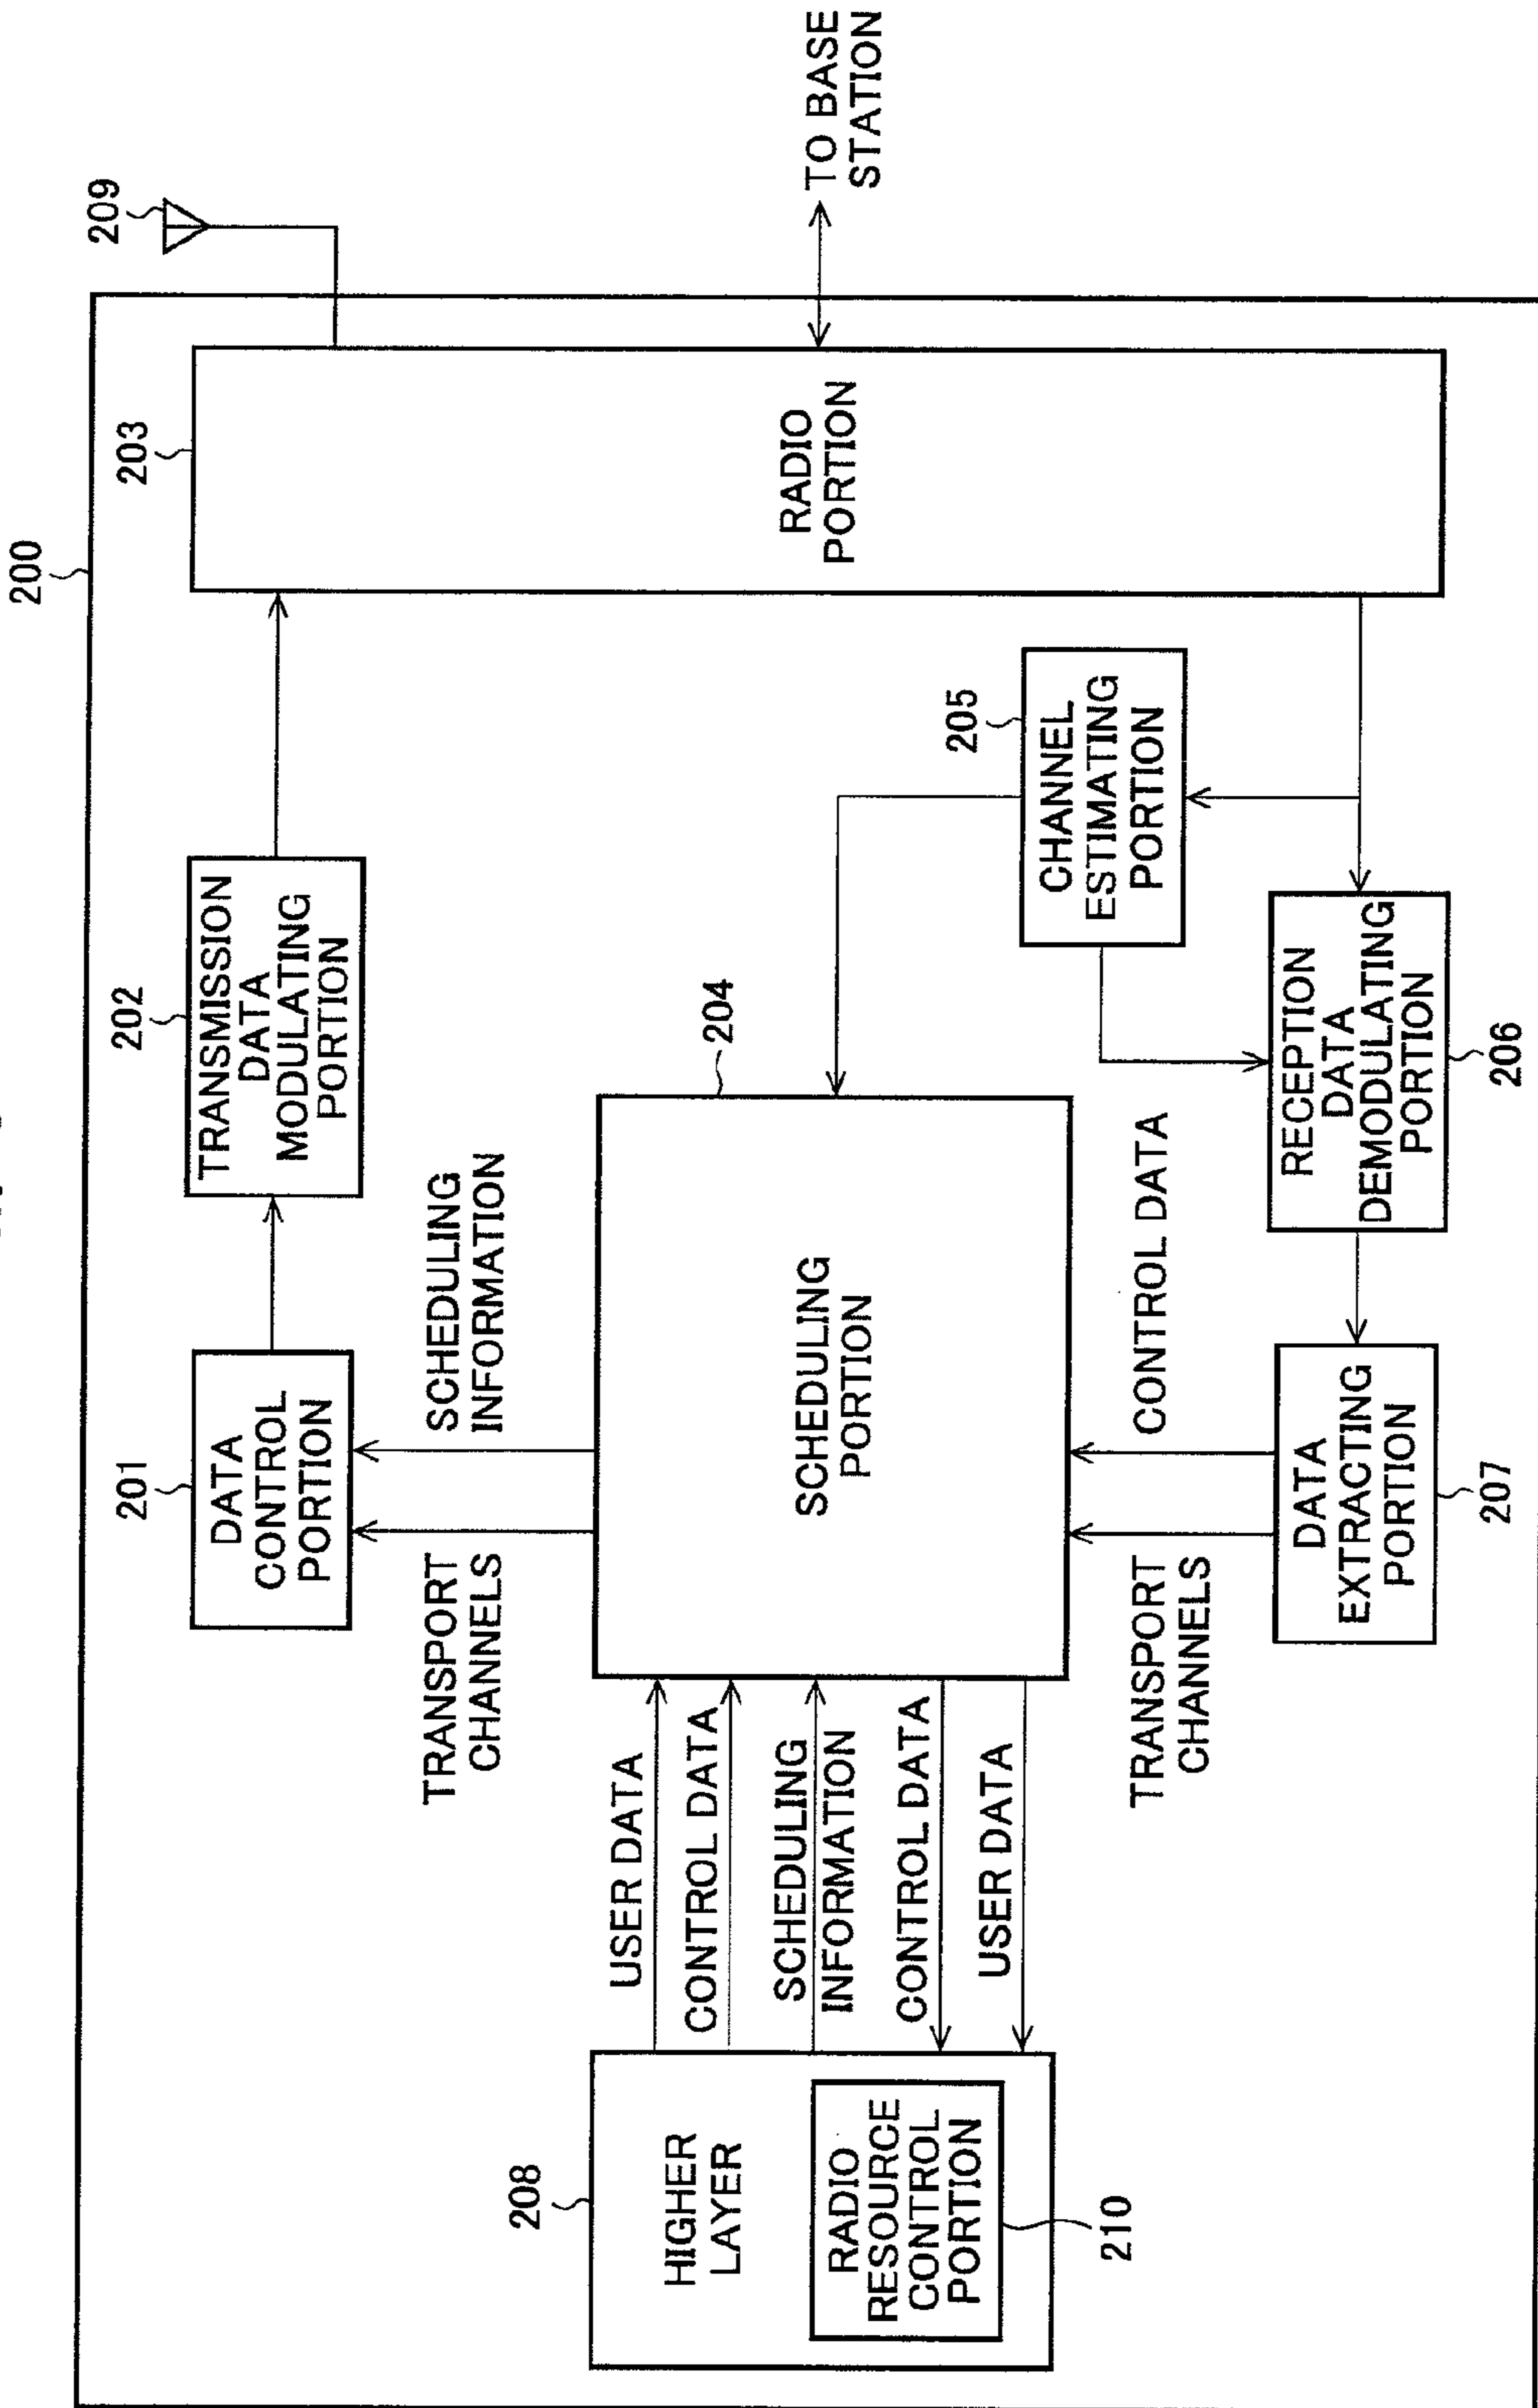 200
209
203
RADIO
PORTION
TO BASE
STATION
202
TRANSMISSION
DATA
MODULATING
PORTION
201
DATA
CONTROL
PORTION
TRANSPORT
CHANNELS
SCHEDULING
INFORMATION
204
SCHEDULING
PORTION
205
CHANNEL
ESTIMATING
PORTION
208
HIGHER
LAYER
RADIO
RESOURCE
CONTROL
PORTION
210
USER DATA
CONTROL DATA
SCHEDULING
INFORMATION
CONTROL DATA
USER DATA
TRANSPORT
CHANNELS
CONTROL DATA
DATA
EXTRACTING
PORTION
207
RECEPTION
DATA
DEMODULATING
PORTION
206